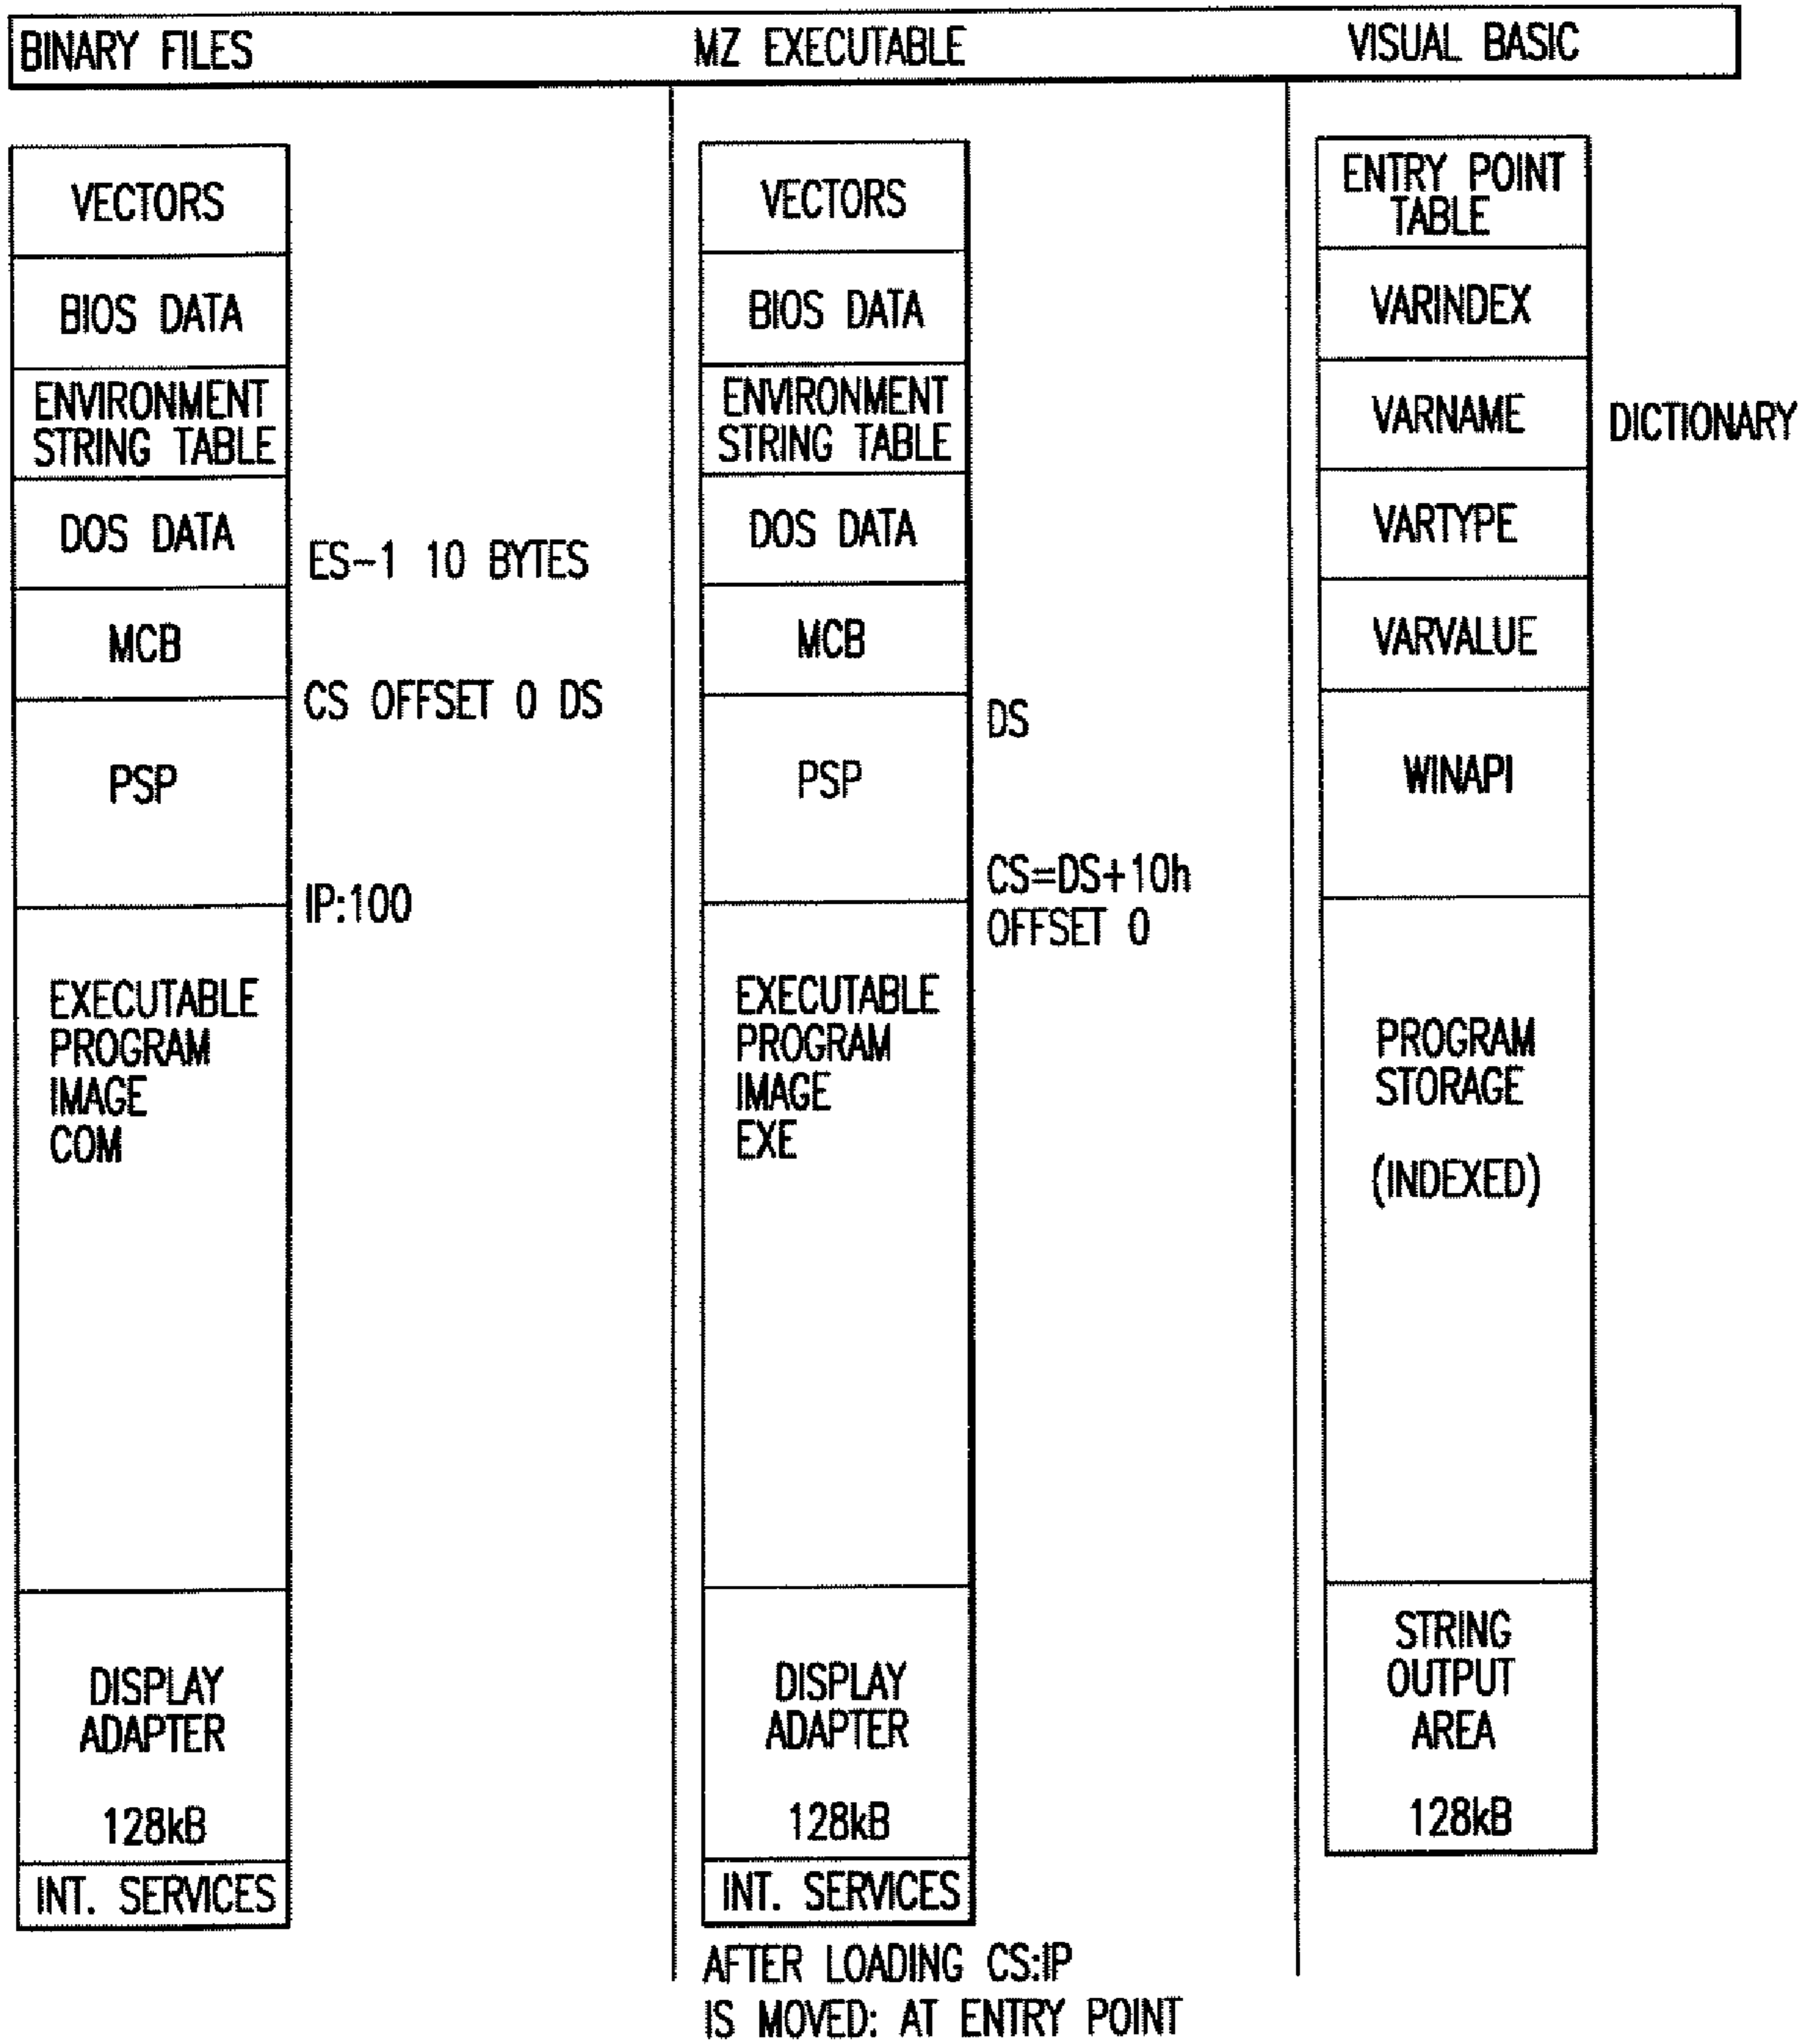 BINARY FILES
MZ EXECUTABLE
VISUAL BASIC
VECTORS
BIOS DATA
ENVIRONMENT
STRING TABLE
DOS DATA
ES-1 10 BYTES
MCB
CS OFFSET 0 DS
PSP
IP:100
EXECUTABLE
PROGRAM
IMAGE
COM
DISPLAY
ADAPTER
128kB
INT. SERVICES
VECTORS
BIOS DATA
ENVIRONMENT
STRING TABLE
DOS DATA
MCB
DS
PSP
CS=DS+10h
OFFSET 0
EXECUTABLE
PROGRAM
IMAGE
EXE
DISPLAY
ADAPTER
128kB
INT. SERVICES
AFTER LOADING CS:IP
IS MOVED: AT ENTRY POINT
ENTRY POINT
TABLE
VARINDEX
VARNAME
DICTIONARY
VARTYPE
VARVALUE
WINAPI
PROGRAM
STORAGE
(INDEXED)
STRING
OUTPUT
AREA
128kB